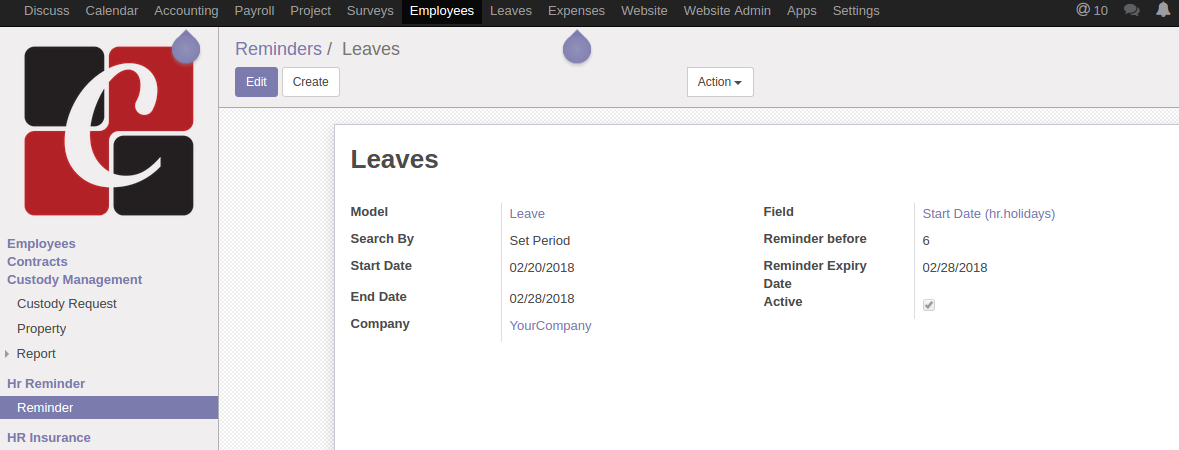 Discuss Calendar Accounting Payroll Project Surveys Employees Leaves Expenses Website Website Admin Apps Settings @ 10
Reminders / Leaves
Edit Create Action
C
Employees
Contracts
Custody Management
Custody Request
Property
Report
Hr Reminder
Reminder
HR Insurance
Leaves
Model Leave
Search By Set Period
Start Date 02/20/2018
End Date 02/28/2018
Company YourCompany
Field Start Date (hr.holidays)
Reminder before 6
Reminder Expiry Date 02/28/2018
Active